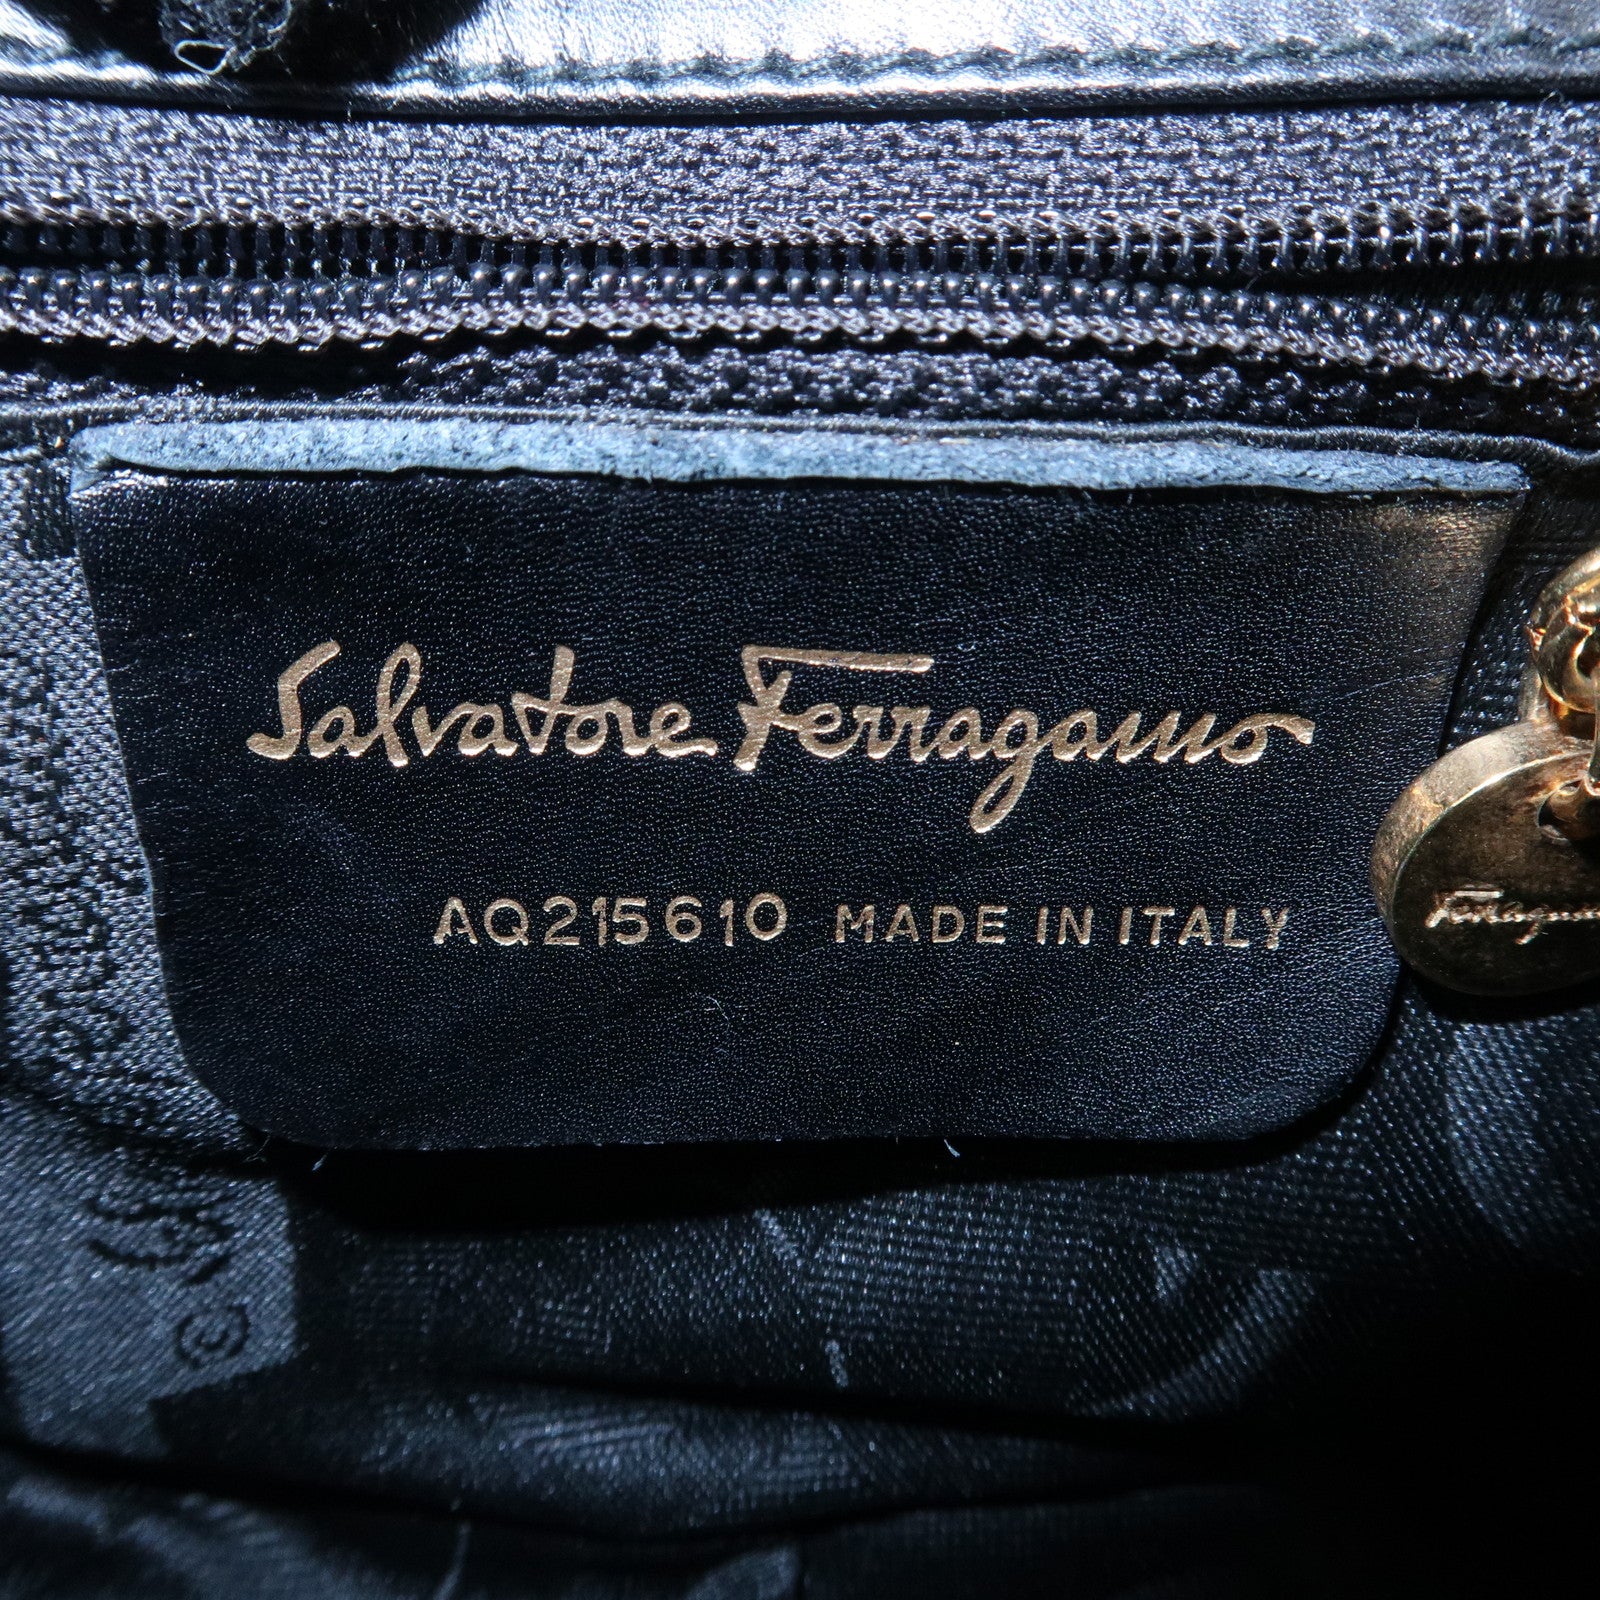 Salvatore Ferragamo
AQ215610 MADE IN ITALY
Ferragamo
©